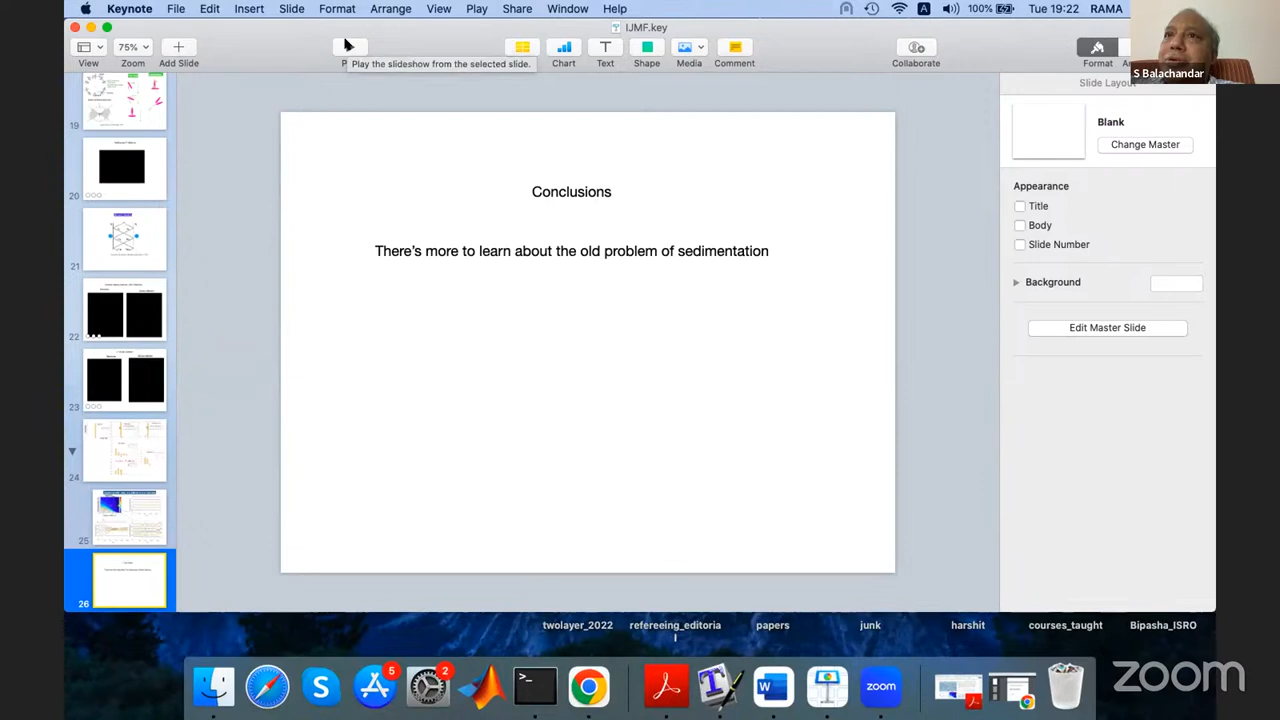 Keynote File Edit Insert Slide Format Arrange View Play Share Window Help
100% Tue 19:22 RAMA
IJMF.key
75%
View Zoom Add Slide
Play the slideshow from the selected slide.
Chart Text Shape Media Comment Collaborate Format
S Balachandar
Slide Layout
Blank
Change Master
Appearance
Title
Body
Slide Number
Background
Edit Master Slide
Conclusions
There's more to learn about the old problem of sedimentation
19
20
21
22
23
24
25
26
twolayer_2022 refereeing_editoria papers junk harshit courses_taught Bipasha_ISRO
l
6 2
zoom
zoom